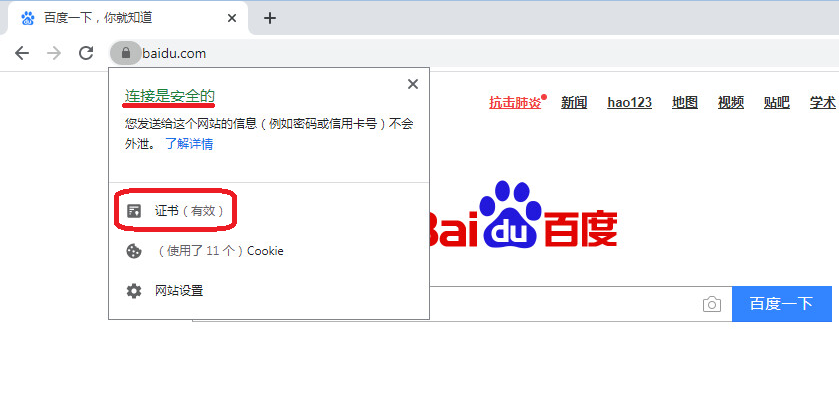 百度一下，你就知道
baidu.com
连接是安全的
您发送给这个网站的信息（例如密码或信用卡号）不会
外泄。 了解详情
证书（有效）
（使用了 11 个）Cookie
网站设置
抗击肺炎 新闻 hao123 地图 视频 贴吧 学术
Bai du 百度
百度一下